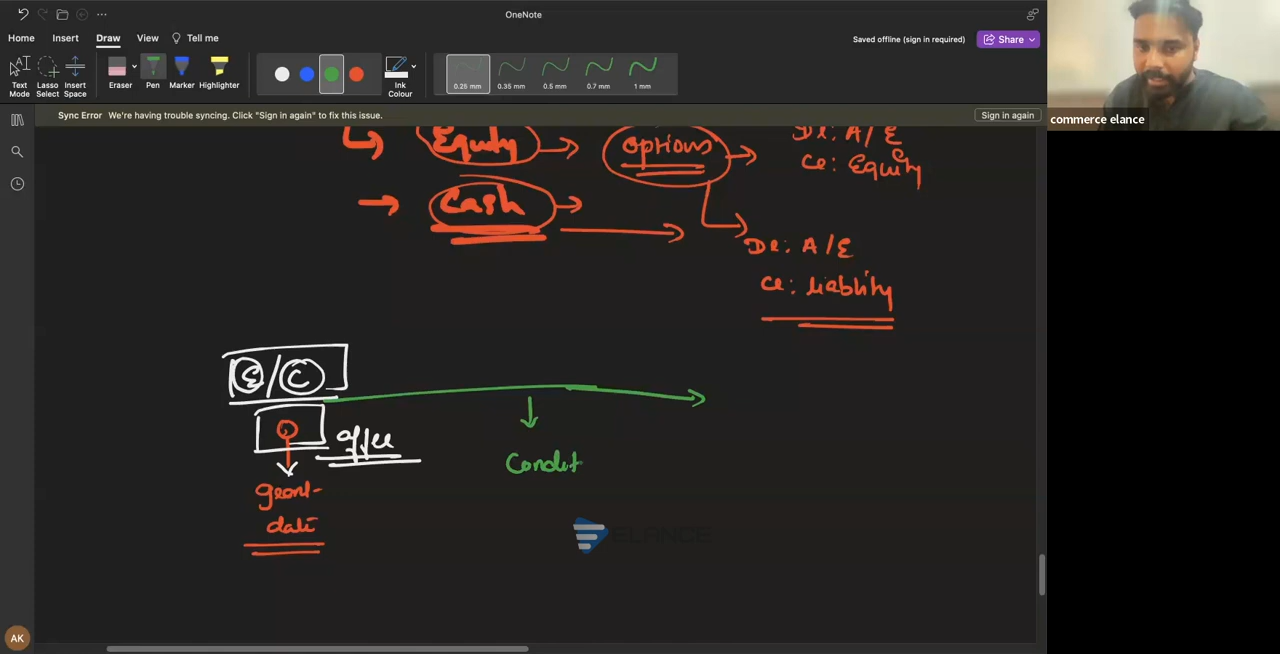 OneNote
Home Insert Draw View Tell me
Saved offline (sign in required) Share
Text Mode Lasso Select Insert Space Eraser Pen Marker Highlighter Ink Colour 0.25 mm 0.35 mm 0.5 mm 0.7 mm 1 mm
Sync Error We're having trouble syncing. Click "Sign in again" to fix this issue. Sign in again
commerce elance
Equity options Dr: A/E
Cr: Equity
Cash
Dr: A/E
Cr: liablity
E/C
offer
Condit
grant-
date
ELANCE
AK